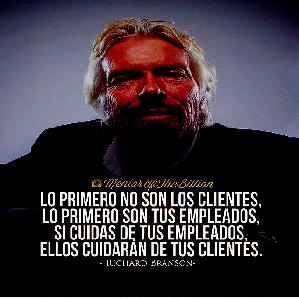 Mentor Of The Billion
LO PRIMERO NO SON LOS CLIENTES,
LO PRIMERO SON TUS EMPLEADOS,
SI CUIDAS DE TUS EMPLEADOS,
ELLOS CUIDARÁN DE TUS CLIENTES.
- RICHARD BRANSON-